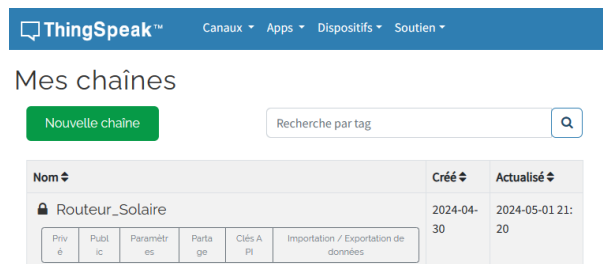 ThingSpeak™ Canaux Apps Dispositifs Soutien
Mes chaînes
Nouvelle chaîne Recherche par tag
Nom Créé Actualisé
Routeur_Solaire 2024-04- 2024-05-01 21:
30 20
Priv Publ Paramètr Parta Clés A Importation / Exportation de
é ic es ge PI données